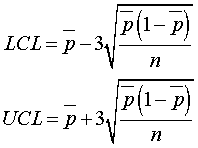 LCL = p̅ − 3√(p̅(1 − p̅)/n)
UCL = p̅ + 3√(p̅(1 − p̅)/n)